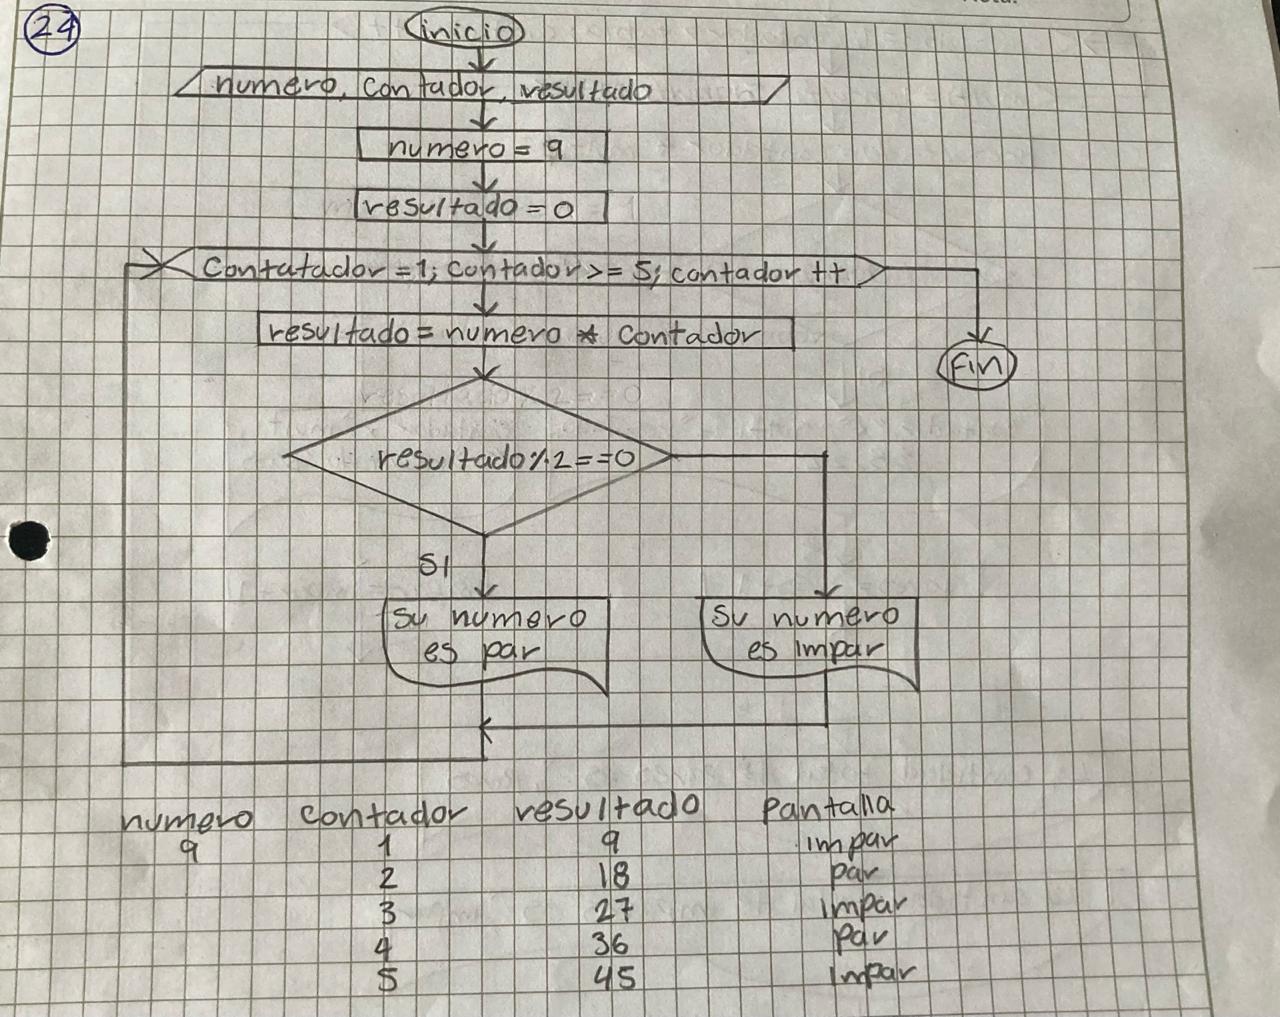 24
inicio
numero, contador, resultado
numero = 9
resultado = 0
Contatador = 1; contador >= 5; contador ++
resultado = numero * contador
Fin
resultado % 2 == 0
SI
Su numero
es par
Su numero
es impar
numero contador resultado Pantalla
9 1 9 impar
2 18 par
3 27 impar
4 36 par
5 45 impar